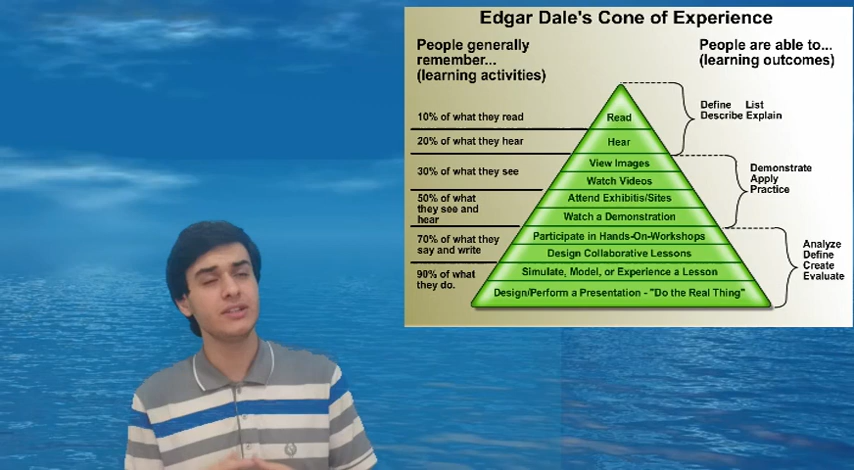 Edgar Dale's Cone of Experience
People generally
remember...
(learning activities)
People are able to...
(learning outcomes)
10% of what they read
20% of what they hear
30% of what they see
50% of what
they see and
hear
70% of what they
say and write
90% of what
they do.
Read
Hear
View Images
Watch Videos
Attend Exhibitis/Sites
Watch a Demonstration
Participate in Hands-On-Workshops
Design Collaborative Lessons
Simulate, Model, or Experience a Lesson
Design/Perform a Presentation - "Do the Real Thing"
Define List
Describe Explain
Demonstrate
Apply
Practice
Analyze
Define
Create
Evaluate